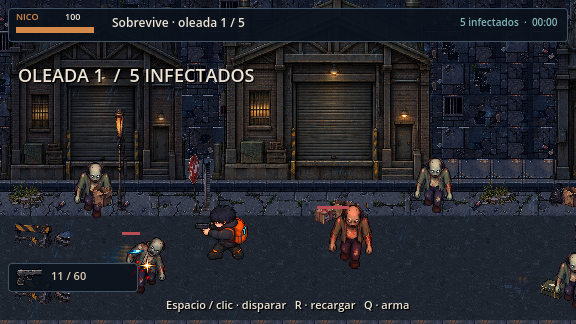 NICO 100
Sobrevive · oleada 1 / 5
5 infectados · 00:00
OLEADA 1 / 5 INFECTADOS
11 / 60
Espacio / clic · disparar R · recargar Q · arma